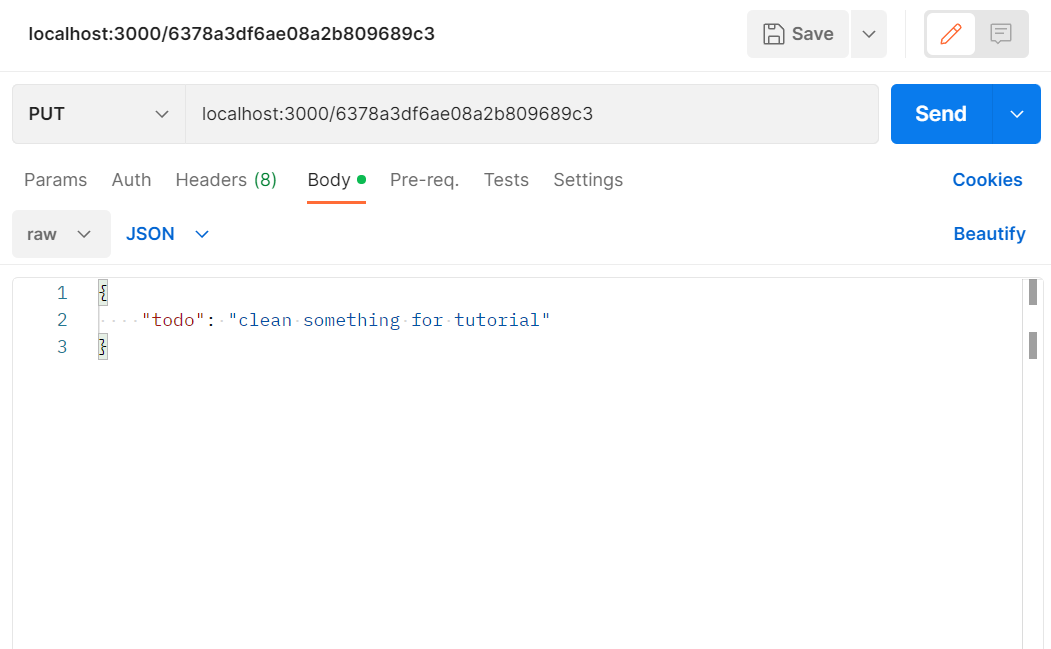 localhost:3000/6378a3df6ae08a2b809689c3 Save
PUT localhost:3000/6378a3df6ae08a2b809689c3 Send
Params Auth Headers (8) Body Pre-req. Tests Settings Cookies
raw JSON Beautify
1 {
2 "todo": "clean something for tutorial"
3 }